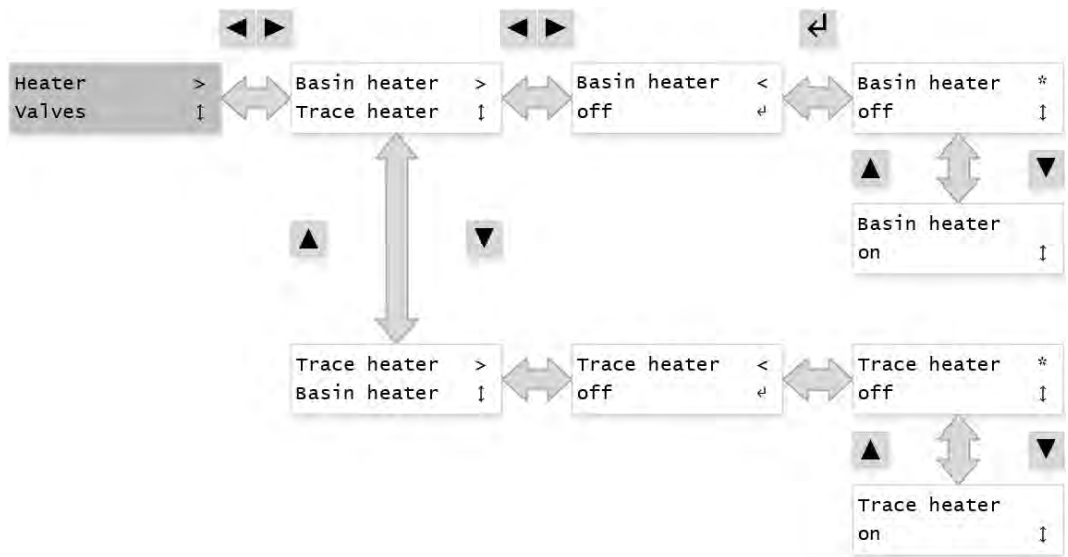 Heater >
Valves ↕
Basin heater >
Trace heater ↕
Basin heater <
off ↵
Basin heater *
off ↕
Basin heater
on ↕
Trace heater >
Basin heater ↕
Trace heater <
off ↵
Trace heater *
off ↕
Trace heater
on ↕